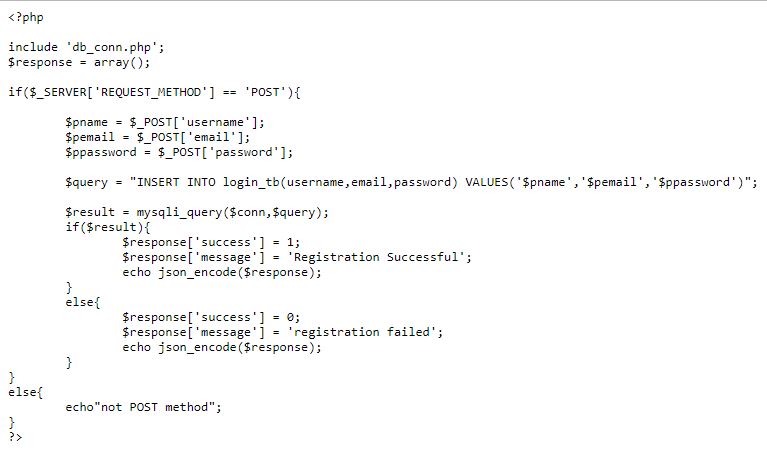 <?php
include 'db_conn.php';
$response = array();
if($_SERVER['REQUEST_METHOD'] == 'POST'){
$pname = $_POST['username'];
$pemail = $_POST['email'];
$ppassword = $_POST['password'];
$query = "INSERT INTO login_tb(username,email,password) VALUES('$pname','$pemail','$ppassword')";
$result = mysqli_query($conn,$query);
if($result){
$response['success'] = 1;
$response['message'] = 'Registration Successful';
echo json_encode($response);
}
else{
$response['success'] = 0;
$response['message'] = 'registration failed';
echo json_encode($response);
}
}
else{
echo"not POST method";
}
?>